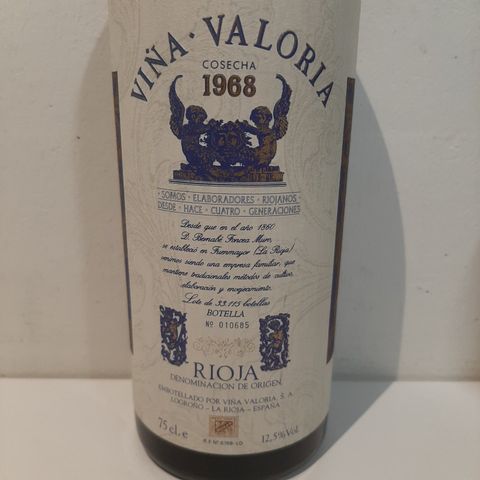 VIÑA · VALORIA
COSECHA
1968
· SOMOS · ELABORADORES · RIOJANOS ·
DESDE · HACE · CUATRO · GENERACIONES
Desde que en el año 1860
D. Bernabé Foncea Muro,
se estableció en Fuenmayor (La Rioja)
venimos siendo una empresa familiar, que
mantiene tradicionales métodos de cultivo,
elaboración y envejecimiento.
Lote de 33.115 botellas
BOTELLA
Nº 010685
RIOJA
DENOMINACION DE ORIGEN
EMBOTELLADO POR VIÑA VALORIA, S. A.
LOGROÑO - LA RIOJA - ESPAÑA
75 cl. e
12,5% Vol.